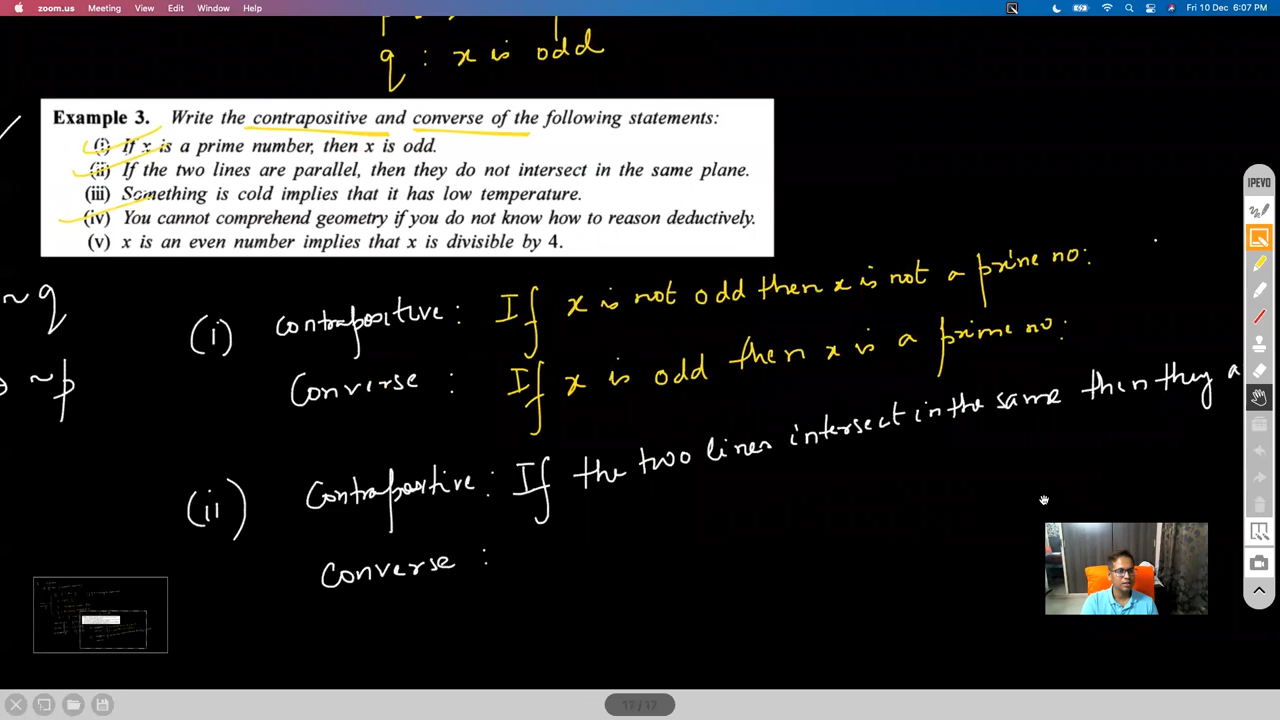 zoom.us Meeting View Edit Window Help Fri 10 Dec 6:07 PM
q : x is odd
Example 3. Write the contrapositive and converse of the following statements:
(i) If x is a prime number, then x is odd.
(ii) If the two lines are parallel, then they do not intersect in the same plane.
(iii) Something is cold implies that it has low temperature.
(iv) You cannot comprehend geometry if you do not know how to reason deductively.
(v) x is an even number implies that x is divisible by 4.
~q
~p
(i) Contrapositive : If x is not odd then x is not a prime no:
Converse : If x is odd then x is a prime no:
(ii) Contrapositive : If the two lines intersect in the same then they a
Converse :
IPEVO
17/17